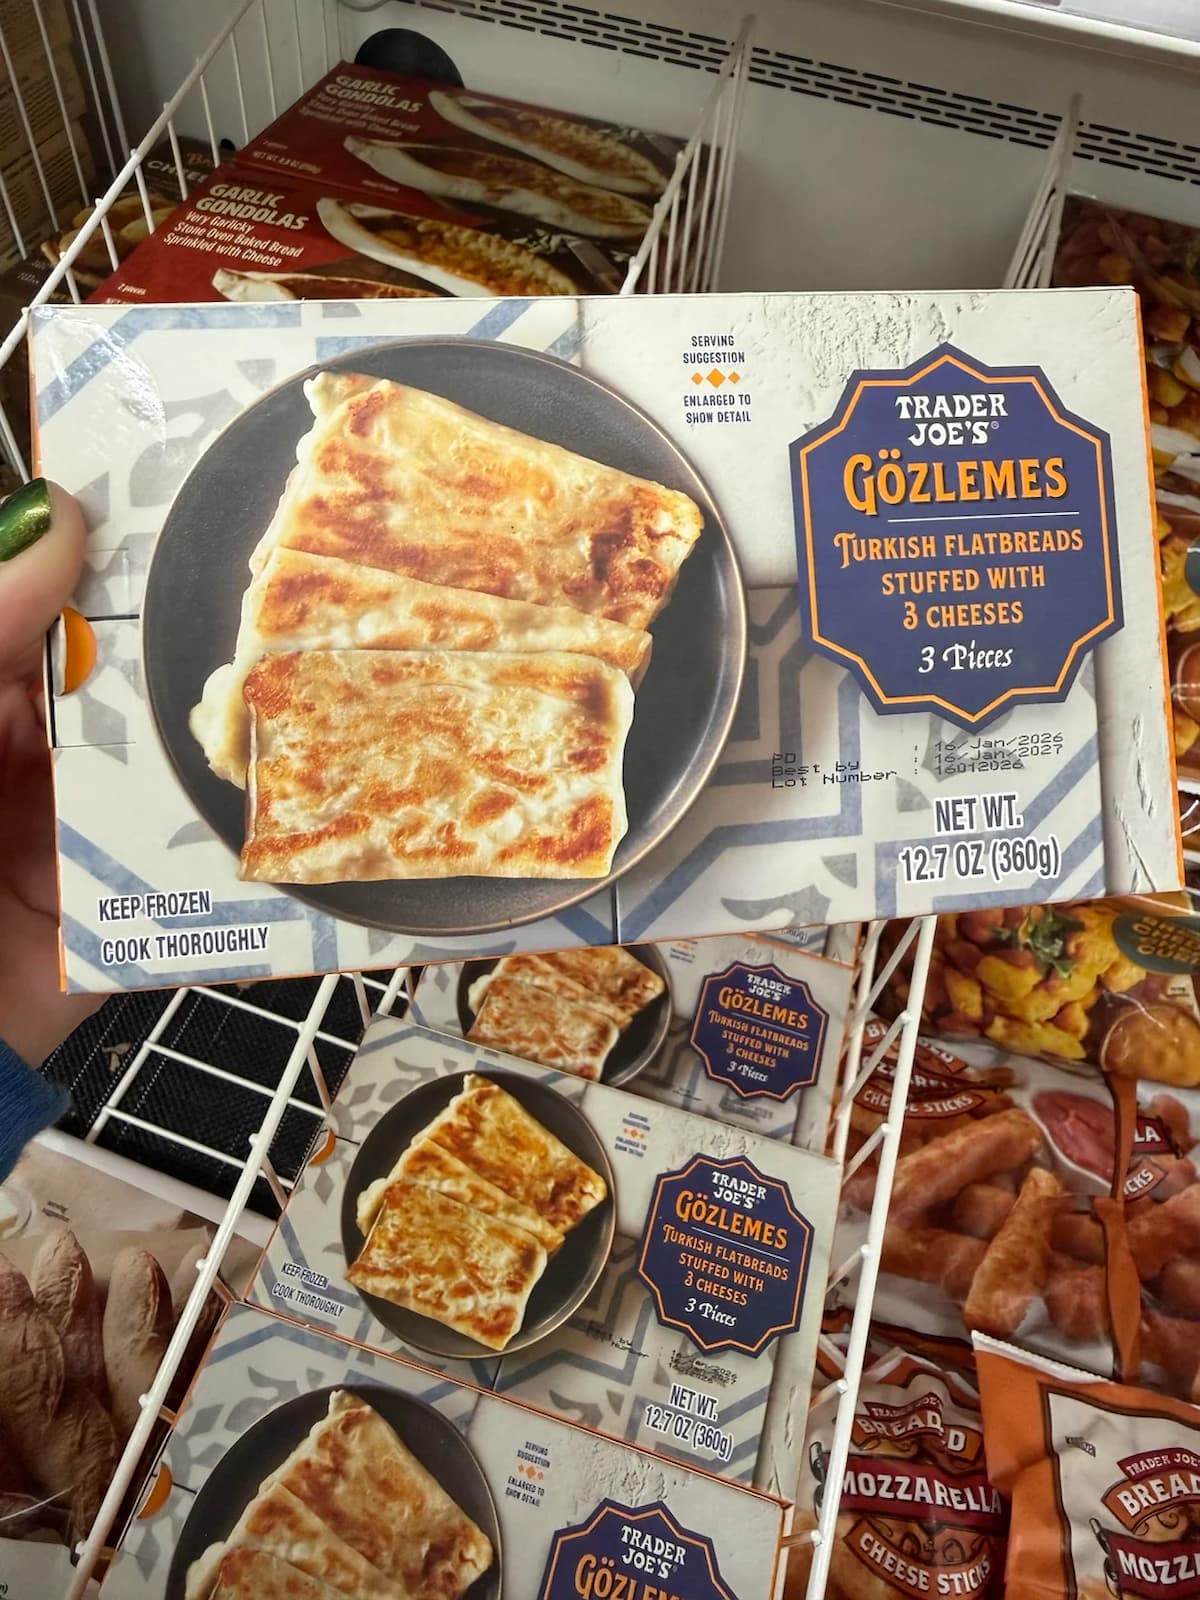 GARLIC
GONDOLAS
GARLIC
GONDOLAS
Very Garlicky
Stone Oven Baked Bread
Sprinkled with Cheese
2 pieces
SERVING
SUGGESTION
ENLARGED TO
SHOW DETAIL
TRADER
JOE'S®
GÖZLEMES
TURKISH FLATBREADS
STUFFED WITH
3 CHEESES
3 Pieces
PD : 16/Jan/2026
Best by : 16/Jan/2027
Lot Number : 16012026
NET WT.
12.7 OZ (360g)
KEEP FROZEN
COOK THOROUGHLY
TRADER
JOE'S
GÖZLEMES
TURKISH FLATBREADS
STUFFED WITH
3 CHEESES
3 Pieces
TRADER
JOE'S
GÖZLEMES
TURKISH FLATBREADS
STUFFED WITH
3 CHEESES
3 Pieces
KEEP FROZEN
COOK THOROUGHLY
NET WT.
12.7 OZ (360g)
SERVING
SUGGESTION
ENLARGED TO
SHOW DETAIL
TRADER
JOE'S
CHEESE STICKS
BREADED
MOZZARELLA
CHEESE STICKS
TRADER JOE'S